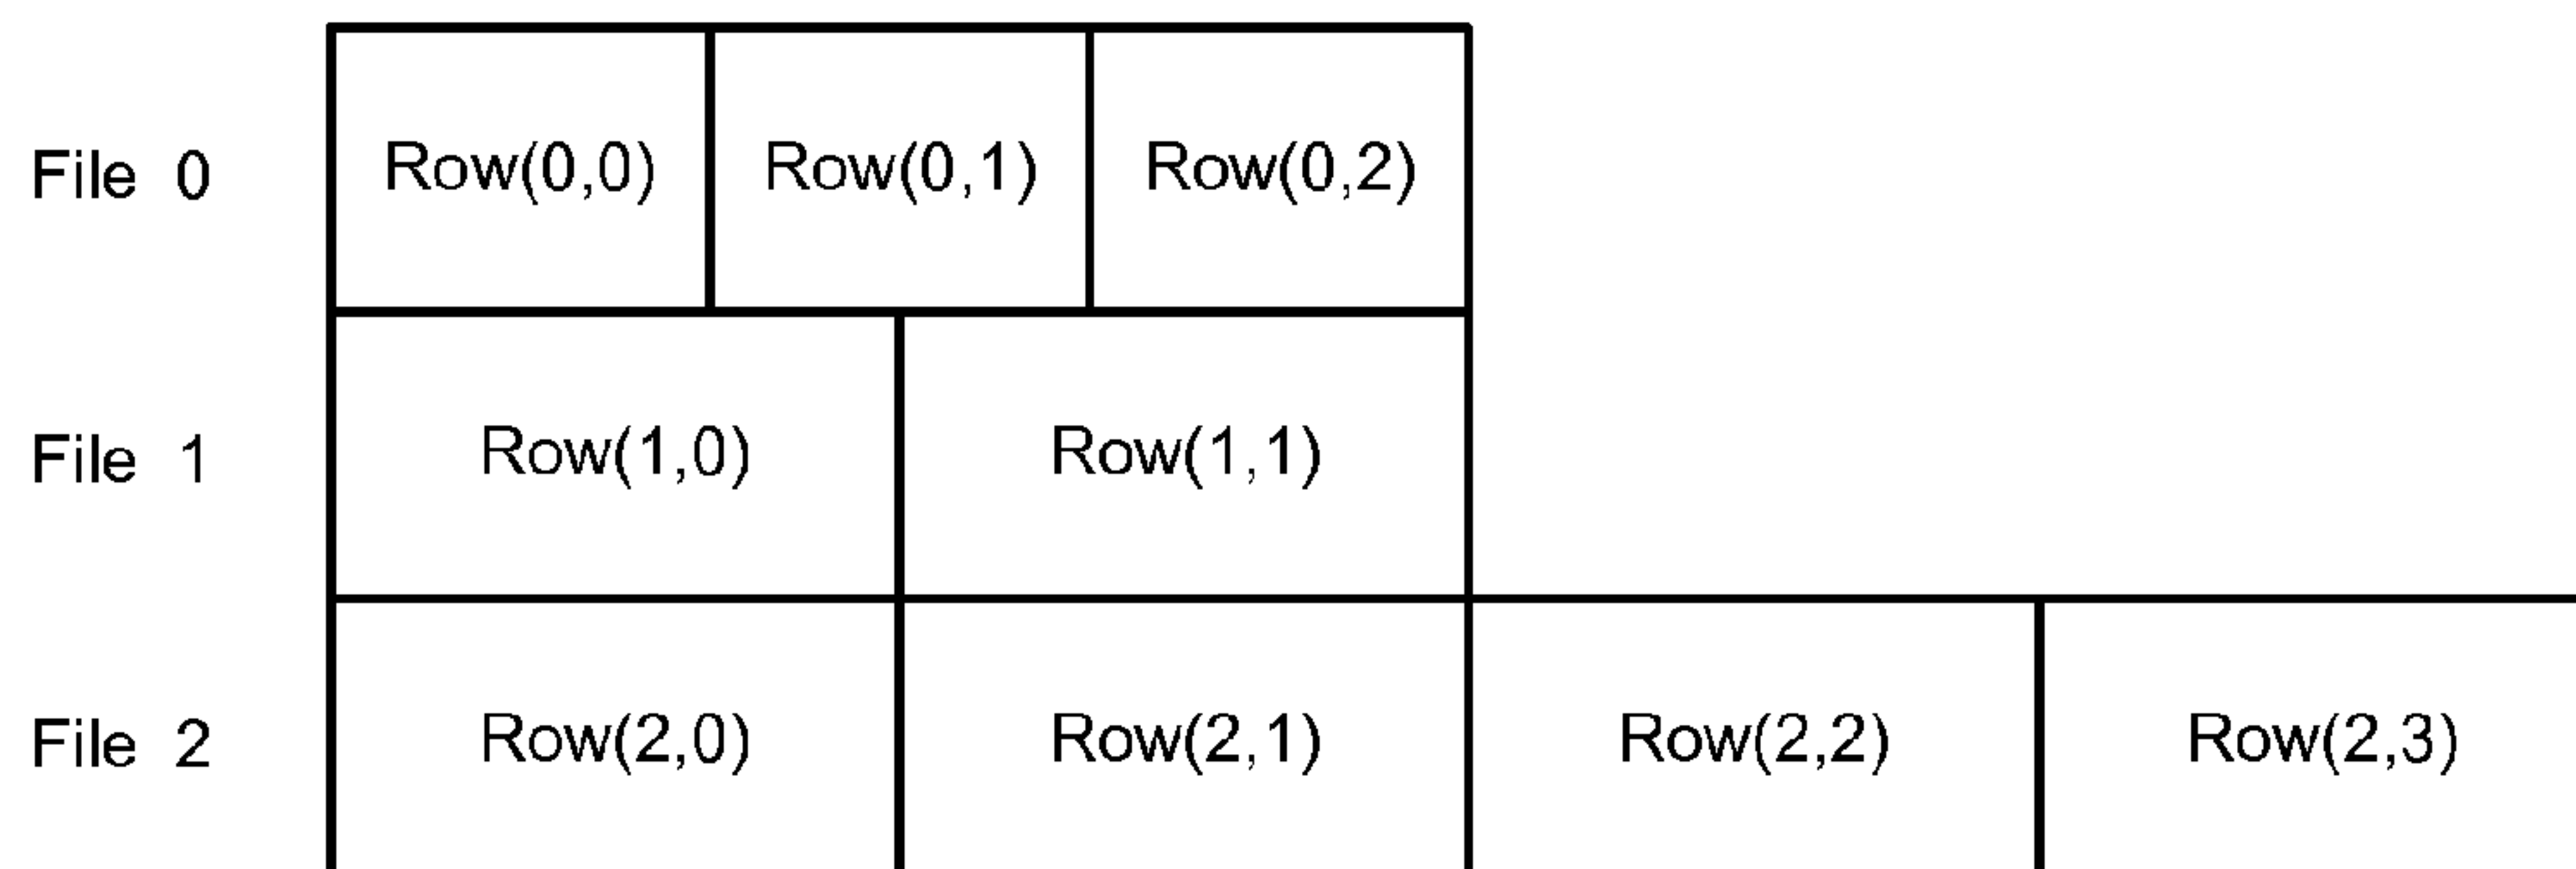 File 0 Row(0,0) Row(0,1) Row(0,2)
File 1 Row(1,0) Row(1,1)
File 2 Row(2,0) Row(2,1) Row(2,2) Row(2,3)